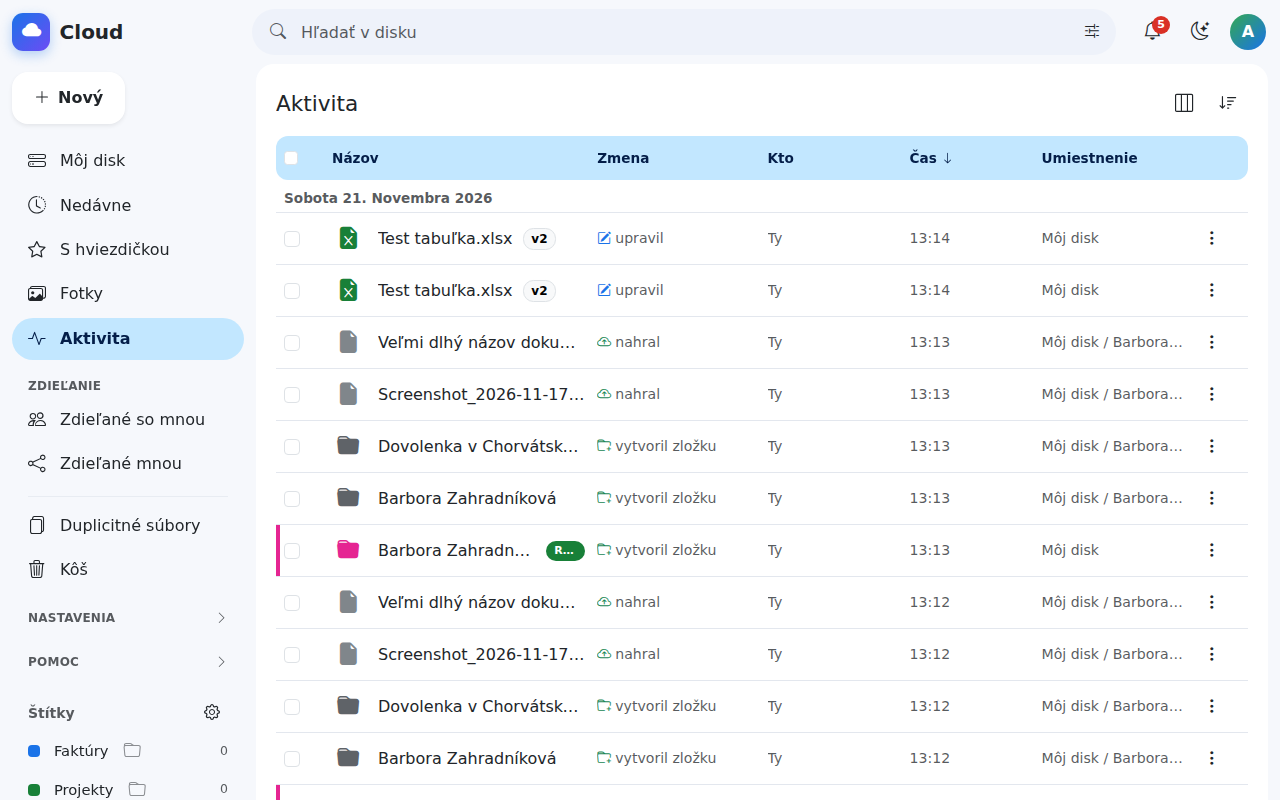 Cloud
Hľadať v disku
5
A
Nový
Môj disk
Nedávne
S hviezdičkou
Fotky
Aktivita
ZDIEĽANIE
Zdieľané so mnou
Zdieľané mnou
Duplicitné súbory
Kôš
NASTAVENIA
POMOC
Štítky
Faktúry 0
Projekty 0
Aktivita
Názov Zmena Kto Čas ↓ Umiestnenie
Sobota 21. Novembra 2026
Test tabuľka.xlsx v2 upravil Ty 13:14 Môj disk
Test tabuľka.xlsx v2 upravil Ty 13:14 Môj disk
Veľmi dlhý názov doku… nahral Ty 13:13 Môj disk / Barbora…
Screenshot_2026-11-17… nahral Ty 13:13 Môj disk / Barbora…
Dovolenka v Chorvátsk… vytvoril zložku Ty 13:13 Môj disk / Barbora…
Barbora Zahradníková vytvoril zložku Ty 13:13 Môj disk / Barbora…
Barbora Zahradn… R… vytvoril zložku Ty 13:13 Môj disk
Veľmi dlhý názov doku… nahral Ty 13:12 Môj disk / Barbora…
Screenshot_2026-11-17… nahral Ty 13:12 Môj disk / Barbora…
Dovolenka v Chorvátsk… vytvoril zložku Ty 13:12 Môj disk / Barbora…
Barbora Zahradníková vytvoril zložku Ty 13:12 Môj disk / Barbora…